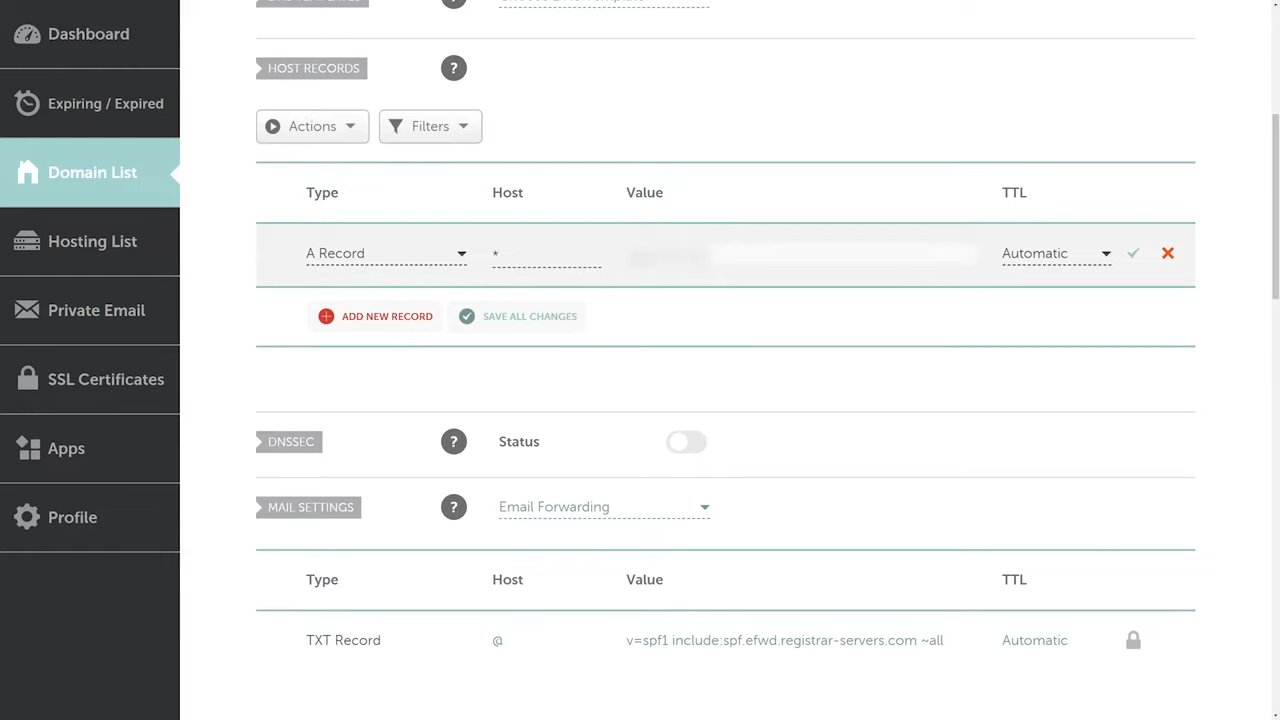 Dashboard
Expiring / Expired
Domain List
Hosting List
Private Email
SSL Certificates
Apps
Profile
HOST RECORDS ?
Actions Filters
Type Host Value TTL
A Record * Automatic
ADD NEW RECORD SAVE ALL CHANGES
DNSSEC ? Status
MAIL SETTINGS ? Email Forwarding
Type Host Value TTL
TXT Record @ v=spf1 include:spf.efwd.registrar-servers.com ~all Automatic